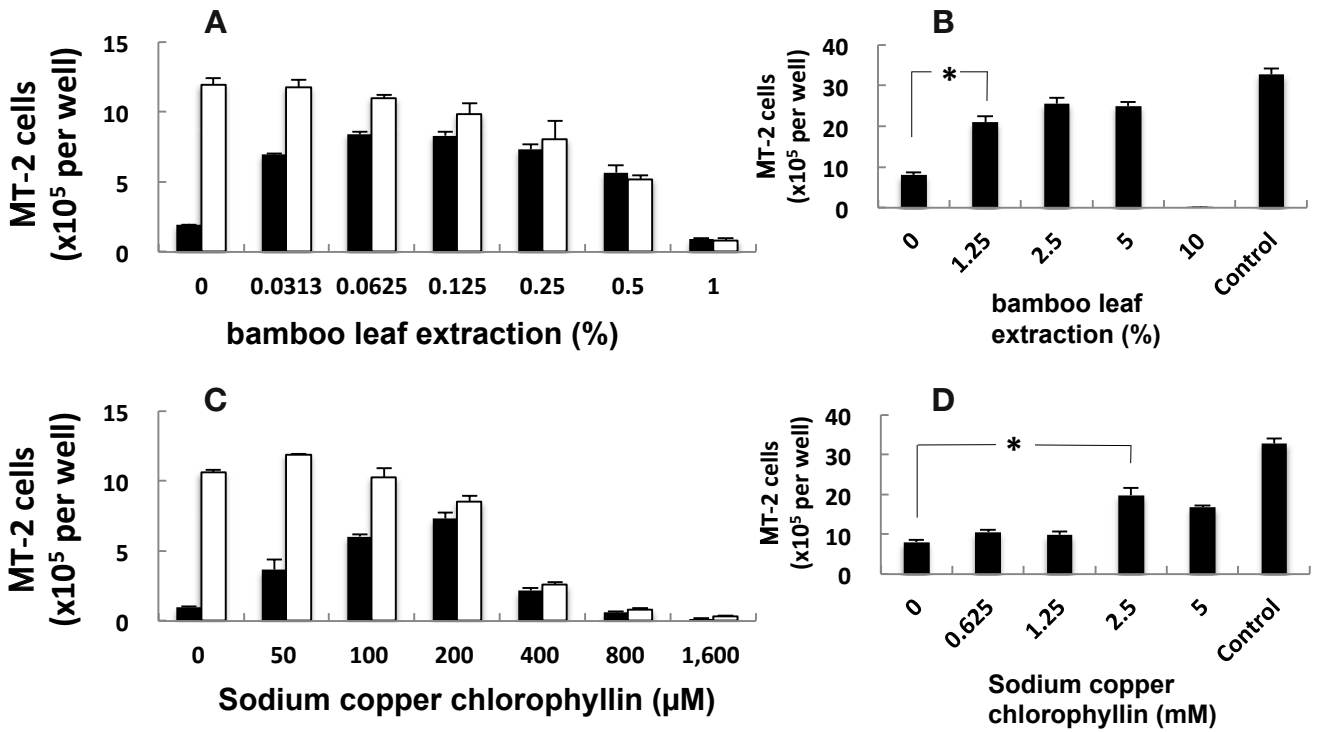 A
MT-2 cells
(x10⁵ per well)
15
10
5
0
0 0.0313 0.0625 0.125 0.25 0.5 1
bamboo leaf extraction (%)
B
MT-2 cells
(x10⁵ per well)
40
30
20
10
0
*
0 1.25 2.5 5 10 Control
bamboo leaf
extraction (%)
C
MT-2 cells
(x10⁵ per well)
15
10
5
0
0 50 100 200 400 800 1,600
Sodium copper chlorophyllin (µM)
D
MT-2 cells
(x10⁵ per well)
40
30
20
10
0
*
0 0.625 1.25 2.5 5 Control
Sodium copper
chlorophyllin (mM)